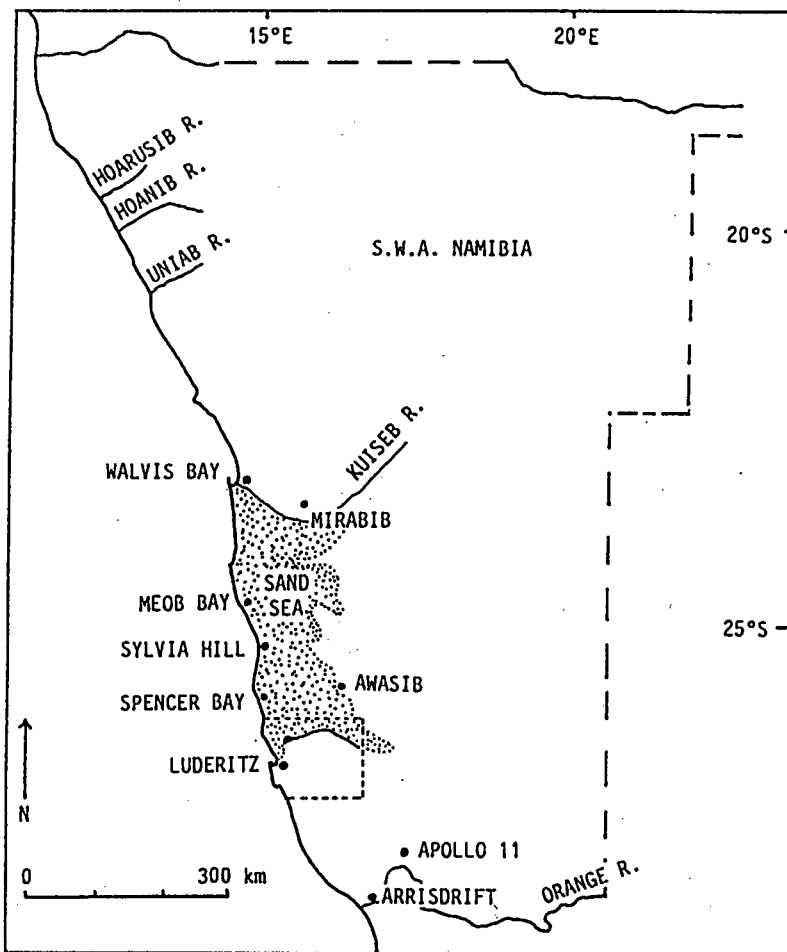 15°E
20°E
HOARUSIB R.
HOANIB R.
UNIAB R.
S.W.A. NAMIBIA
20°S
KUISEB R.
WALVIS BAY
MIRABIB
SAND
SEA
MEOB BAY
25°S
SYLVIA HILL
AWASIB
SPENCER BAY
LUDERITZ
N
APOLLO 11
0
300 km
ARRISDRIFT
ORANGE R.